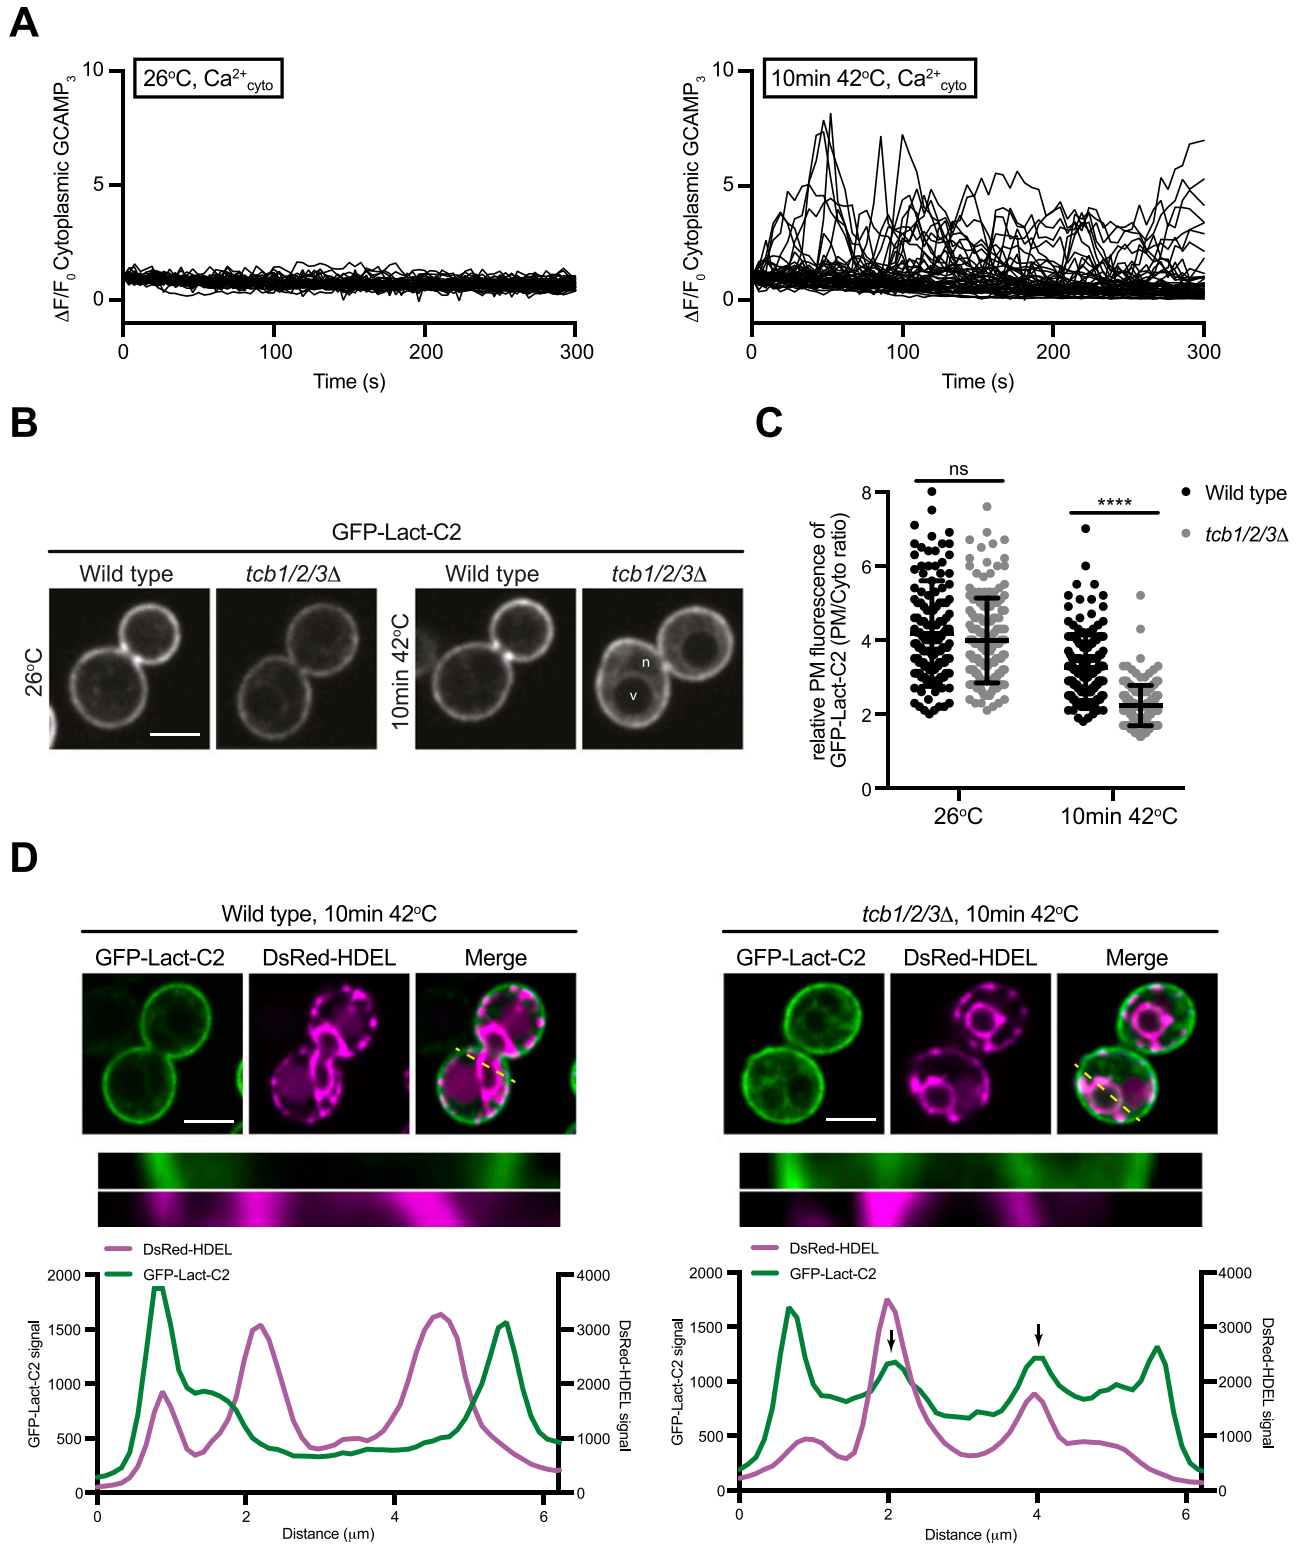 A
26°C, Ca²⁺cyto
ΔF/F₀ Cytoplasmic GCAMP₃
10
5
0
0 100 200 300
Time (s)
10min 42°C, Ca²⁺cyto
ΔF/F₀ Cytoplasmic GCAMP₃
10
5
0
0 100 200 300
Time (s)
B
GFP-Lact-C2
Wild type
tcb1/2/3Δ
Wild type
tcb1/2/3Δ
26°C
10min 42°C
n
v
C
relative PM fluorescence of
GFP-Lact-C2 (PM/Cyto ratio)
8
6
4
2
0
ns
****
Wild type
tcb1/2/3Δ
26°C
10min 42°C
D
Wild type, 10min 42°C
GFP-Lact-C2
DsRed-HDEL
Merge
DsRed-HDEL
GFP-Lact-C2
GFP-Lact-C2 signal
2000
1500
1000
500
0
4000
3000
2000
1000
0
DsRed-HDEL signal
0 2 4 6
Distance (μm)
tcb1/2/3Δ, 10min 42°C
GFP-Lact-C2
DsRed-HDEL
Merge
DsRed-HDEL
GFP-Lact-C2
GFP-Lact-C2 signal
2000
1500
1000
500
0
4000
3000
2000
1000
0
DsRed-HDEL signal
0 2 4 6
Distance (μm)